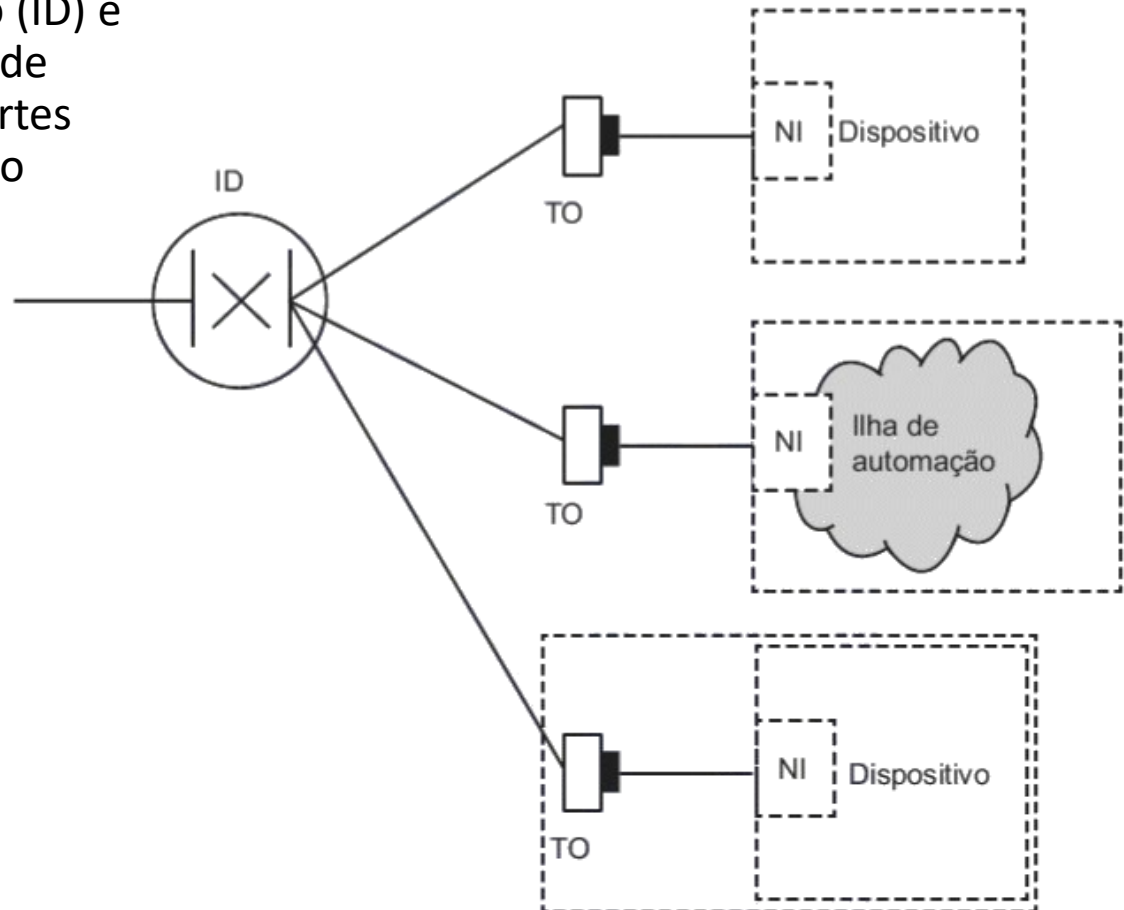 (ID) e
de
rtes
o
ID
NI
Dispositivo
TO
NI
Ilha de
automação
TO
NI
Dispositivo
TO